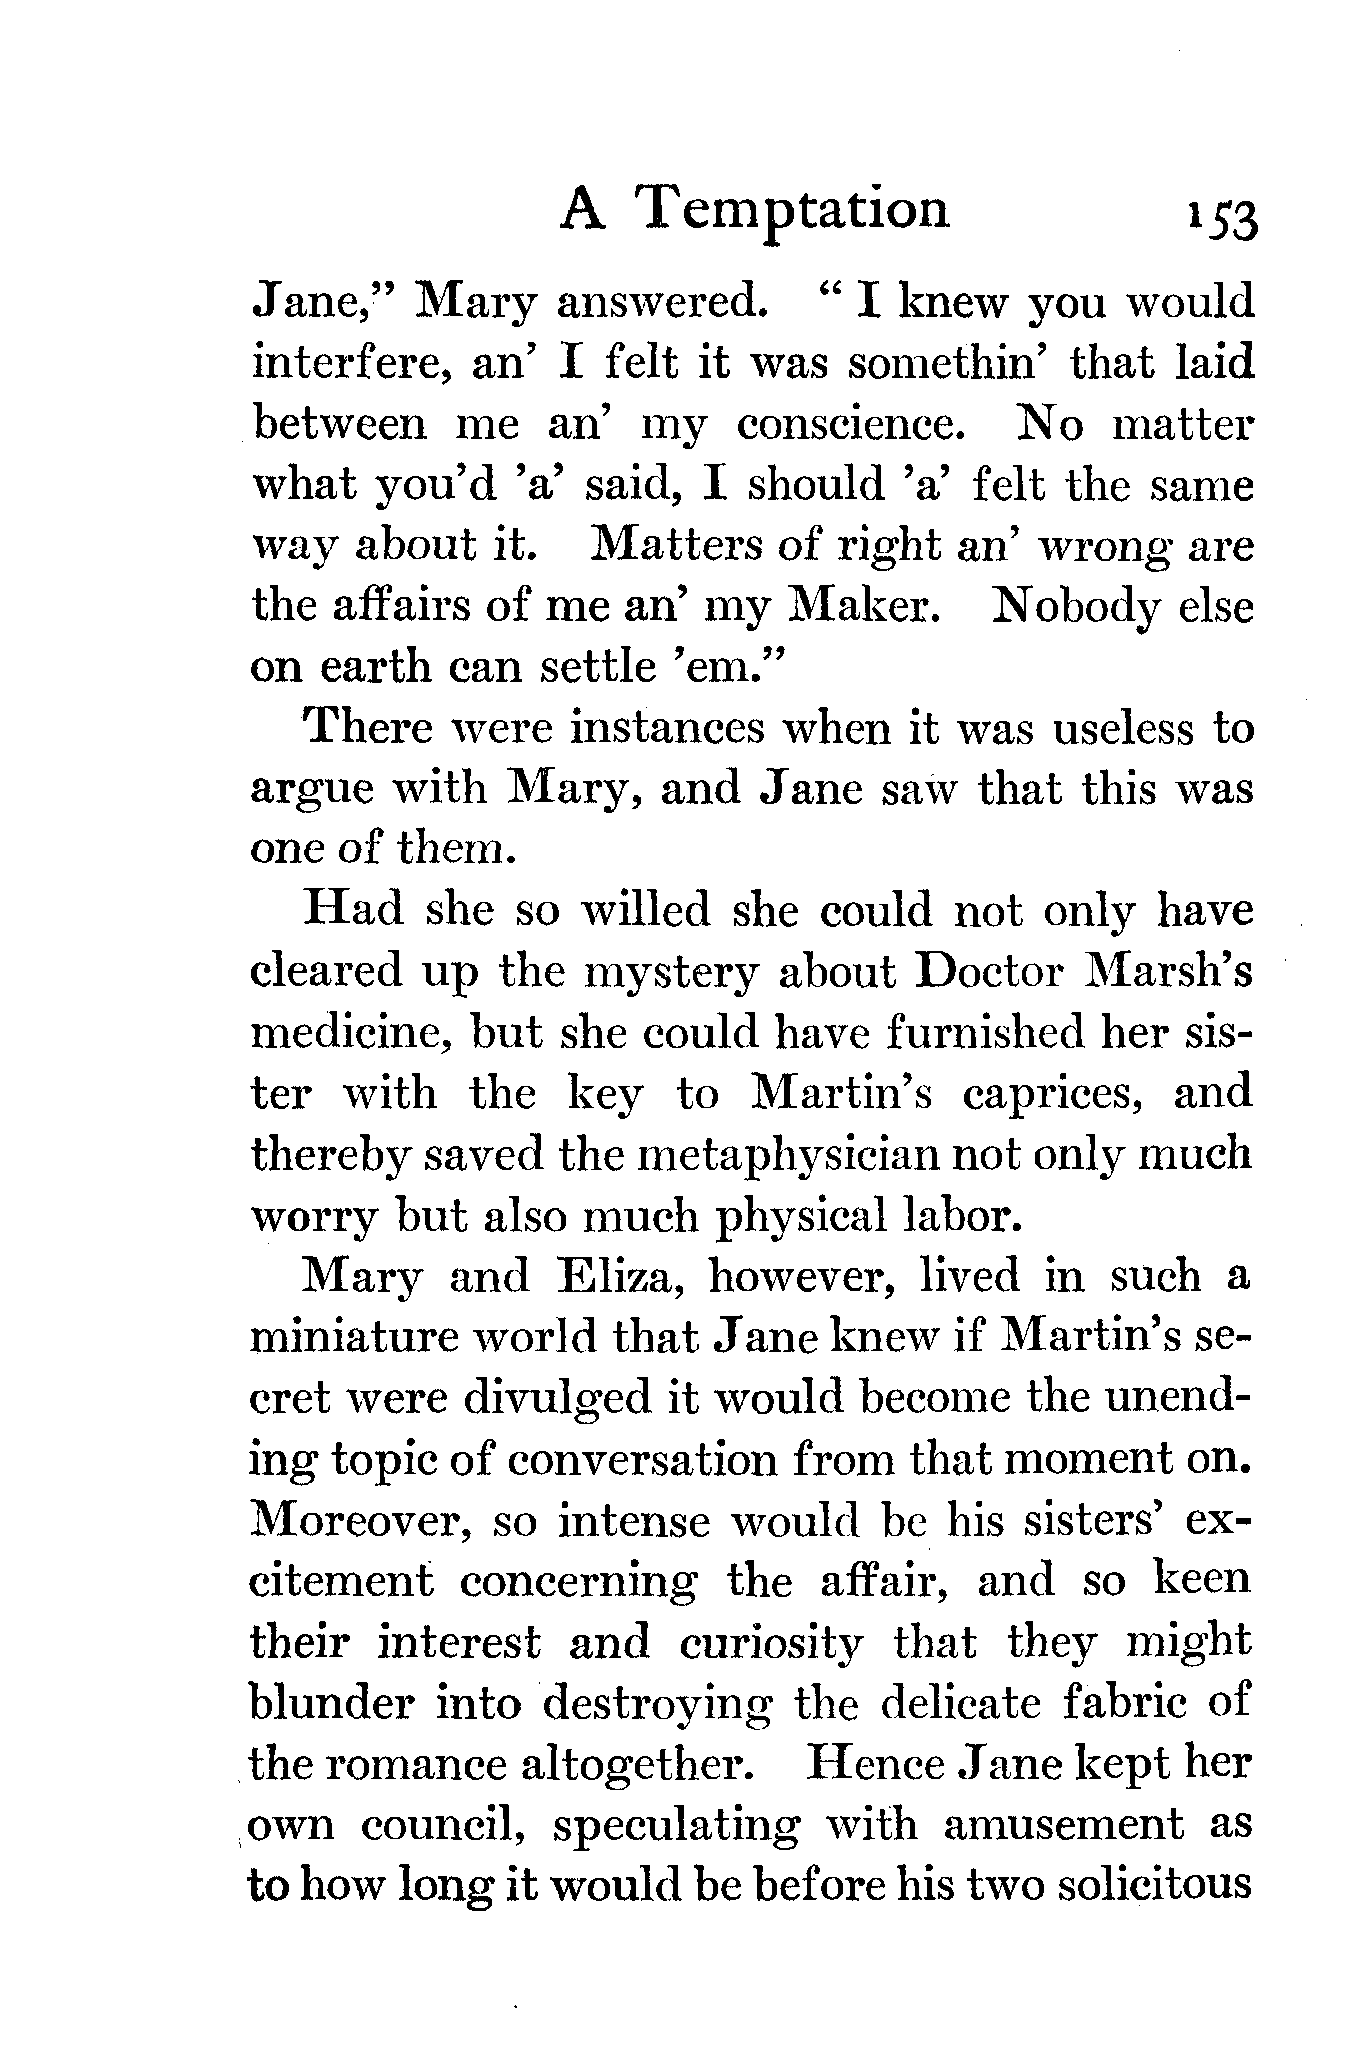 A Temptation 153
Jane," Mary answered. "I knew you would
interfere, an' I felt it was somethin' that laid
between me an' my conscience. No matter
what you'd 'a' said, I should 'a' felt the same
way about it. Matters of right an' wrong are
the affairs of me an' my Maker. Nobody else
on earth can settle 'em."
There were instances when it was useless to
argue with Mary, and Jane saw that this was
one of them.
Had she so willed she could not only have
cleared up the mystery about Doctor Marsh's
medicine, but she could have furnished her sis-
ter with the key to Martin's caprices, and
thereby saved the metaphysician not only much
worry but also much physical labor.
Mary and Eliza, however, lived in such a
miniature world that Jane knew if Martin's se-
cret were divulged it would become the unend-
ing topic of conversation from that moment on.
Moreover, so intense would be his sisters' ex-
citement concerning the affair, and so keen
their interest and curiosity that they might
blunder into destroying the delicate fabric of
the romance altogether. Hence Jane kept her
own council, speculating with amusement as
to how long it would be before his two solicitous